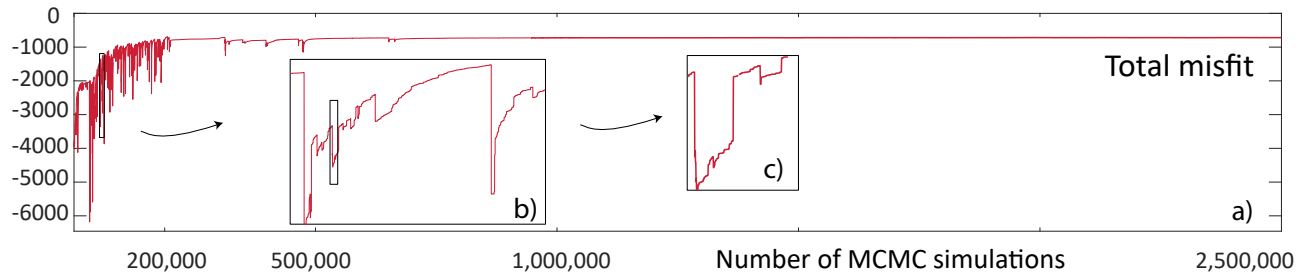 0
-1000
-2000
-3000
-4000
-5000
-6000
Total misfit
b)
c)
a)
200,000
500,000
1,000,000
Number of MCMC simulations
2,500,000